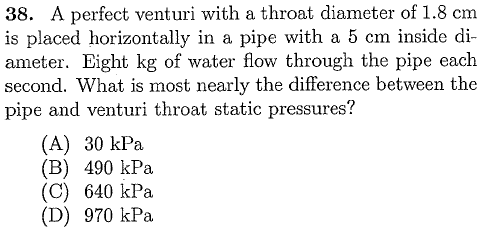 38. A perfect venturi with a throat diameter of 1.8 cm
is placed horizontally in a pipe with a 5 cm inside di-
ameter. Eight kg of water flow through the pipe each
second. What is most nearly the difference between the
pipe and venturi throat static pressures?
(A) 30 kPa
(B) 490 kPa
(C) 640 kPa
(D) 970 kPa